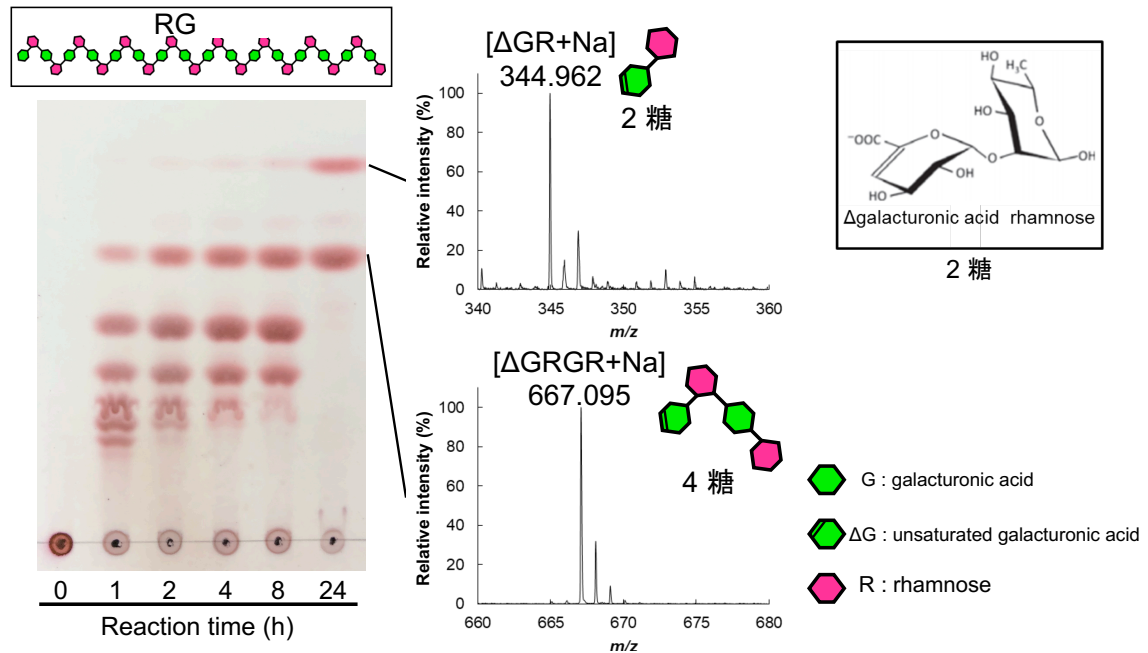 RG
0 1 2 4 8 24
Reaction time (h)
[ΔGR+Na]
344.962
2 糖
Relative intensity (%)
100
80
60
40
20
0
340 345 350 355 360
m/z
[ΔGRGR+Na]
667.095
4 糖
Relative intensity (%)
100
80
60
40
20
0
660 665 670 675 680
m/z
HO
H₃C
O
HO
⁻OOC
O
O
OH
OH
HO
Δgalacturonic acid rhamnose
2 糖
G : galacturonic acid
ΔG : unsaturated galacturonic acid
R : rhamnose